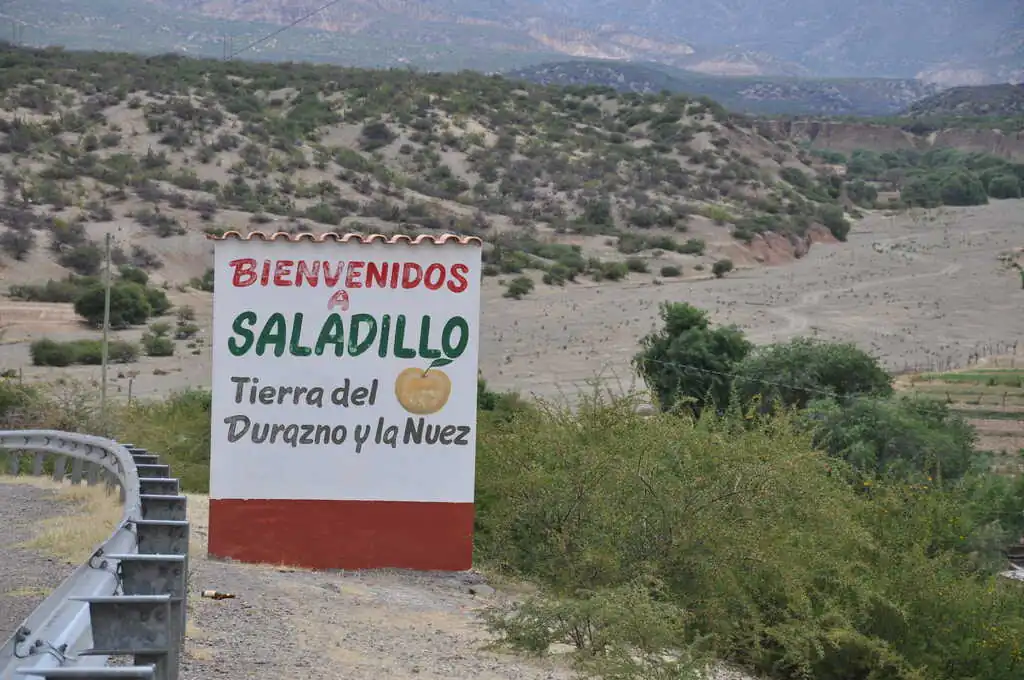 BIENVENIDOS
A
SALADILLO
Tierra del
Durazno y la Nuez